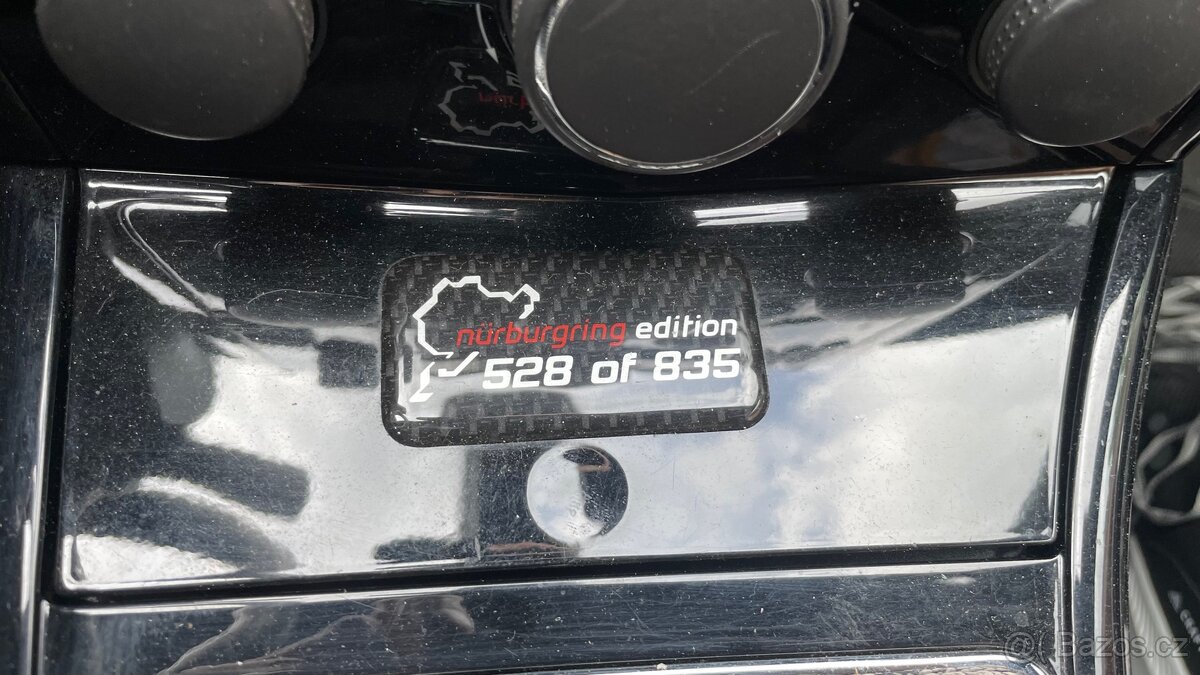 nürburgring edition
528 of 835
@ Bazos.cz